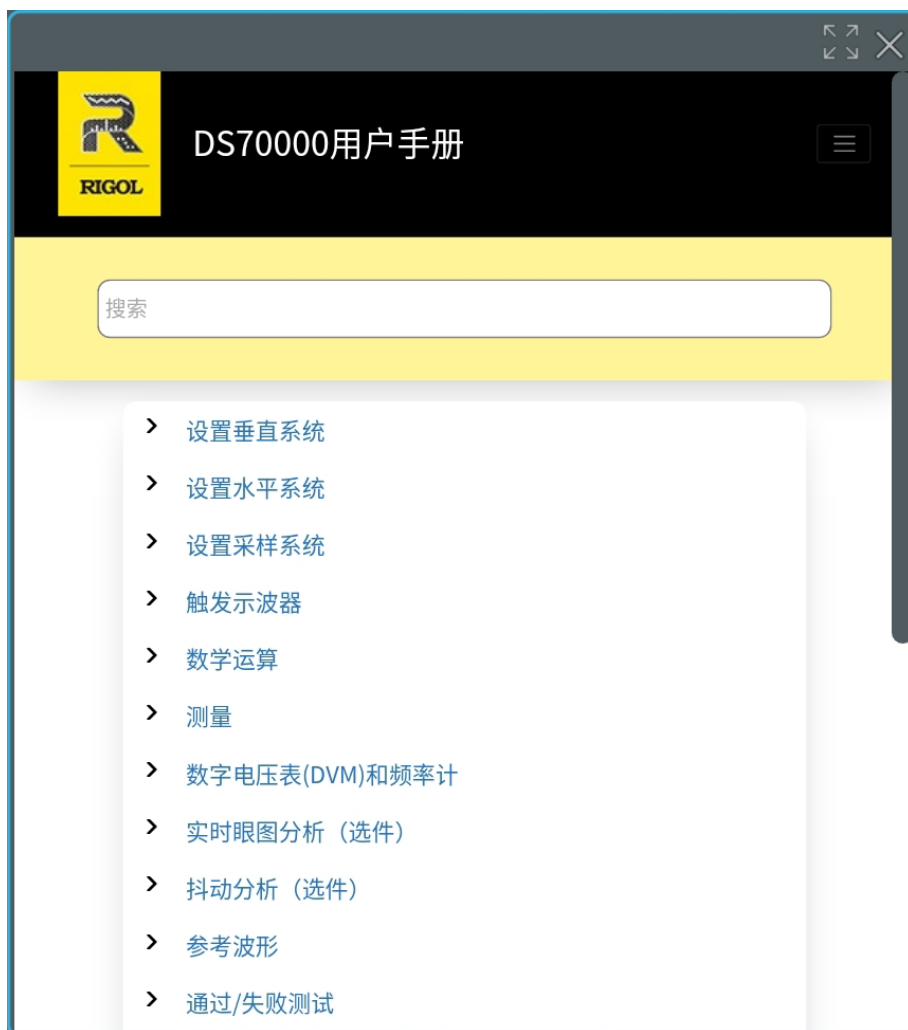 DS70000用户手册
RIGOL
搜索
设置垂直系统
设置水平系统
设置采样系统
触发示波器
数学运算
测量
数字电压表(DVM)和频率计
实时眼图分析（选件）
抖动分析（选件）
参考波形
通过/失败测试